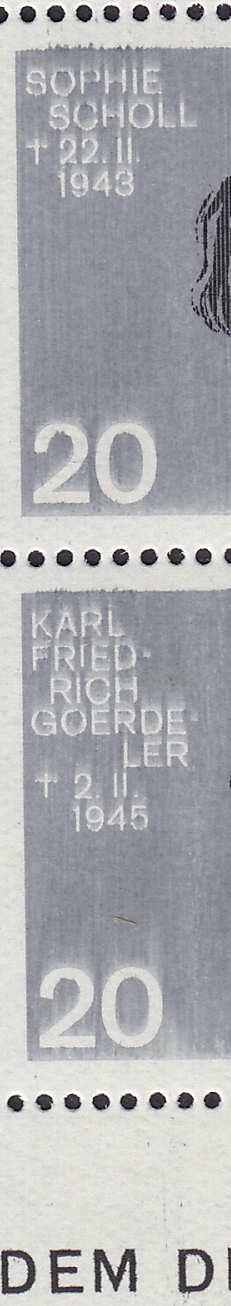 SOPHIE
SCHOLL
† 22. II.
1943
20
KARL
FRIED-
RICH
GOERDE-
LER
† 2. II.
1945
20
DEM